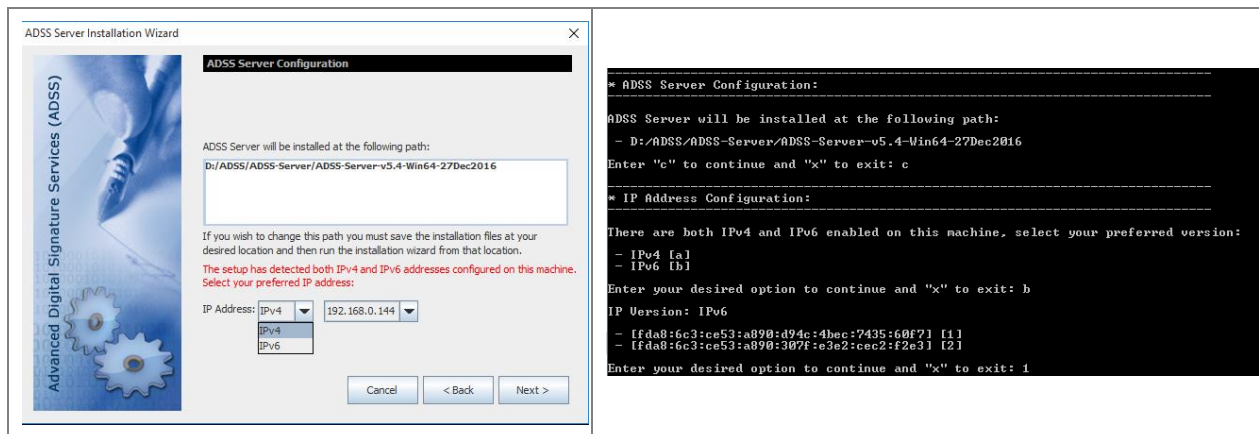 ADSS Server Installation Wizard
Advanced Digital Signature Services (ADSS)
ADSS Server Configuration
ADSS Server will be installed at the following path:
D:/ADSS/ADSS-Server/ADSS-Server-v5.4-Win64-27Dec2016
If you wish to change this path you must save the installation files at your
desired location and then run the installation wizard from that location.
The setup has detected both IPv4 and IPv6 addresses configured on this machine.
Select your preferred IP address:
IP Address: IPv4 192.168.0.144
IPv4
IPv6
Cancel < Back Next >
* ADSS Server Configuration:
ADSS Server will be installed at the following path:
- D:/ADSS/ADSS-Server/ADSS-Server-v5.4-Win64-27Dec2016
Enter "c" to continue and "x" to exit: c
* IP Address Configuration:
There are both IPv4 and IPv6 enabled on this machine, select your preferred version:
- IPv4 [a]
- IPv6 [b]
Enter your desired option to continue and "x" to exit: b
IP Version: IPv6
- [fda8:6c3:ce53:a890:d94c:4bec:7435:60f7] [1]
- [fda8:6c3:ce53:a890:307f:e3e2:cec2:f2e3] [2]
Enter your desired option to continue and "x" to exit: 1